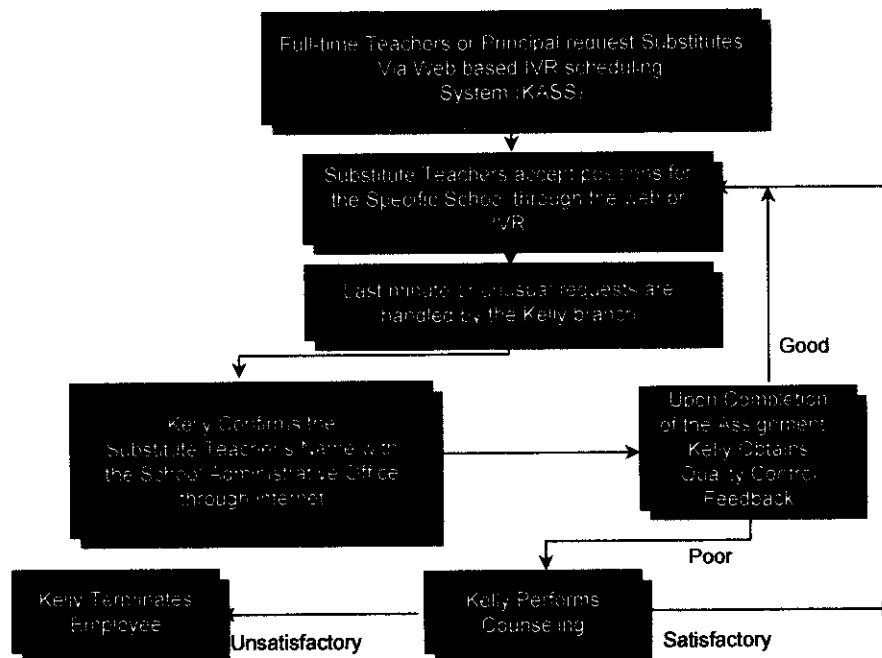 Full-time Teachers or Principal request Substitutes
Via Web based IVR scheduling
System (KASS)
Substitute Teachers accept positions for
the Specific School through the web or
IVR
Last minute or unusual requests are
handled by the Kelly branch
Good
Kelly Confirms the
Substitute Teacher's Name with
the School Administrative Office
through internet
Upon Completion
of the Assignment
Kelly Obtains
Quality Control
Feedback
Poor
Kelly Terminates
Employee
Unsatisfactory
Kelly Performs
Counseling
Satisfactory